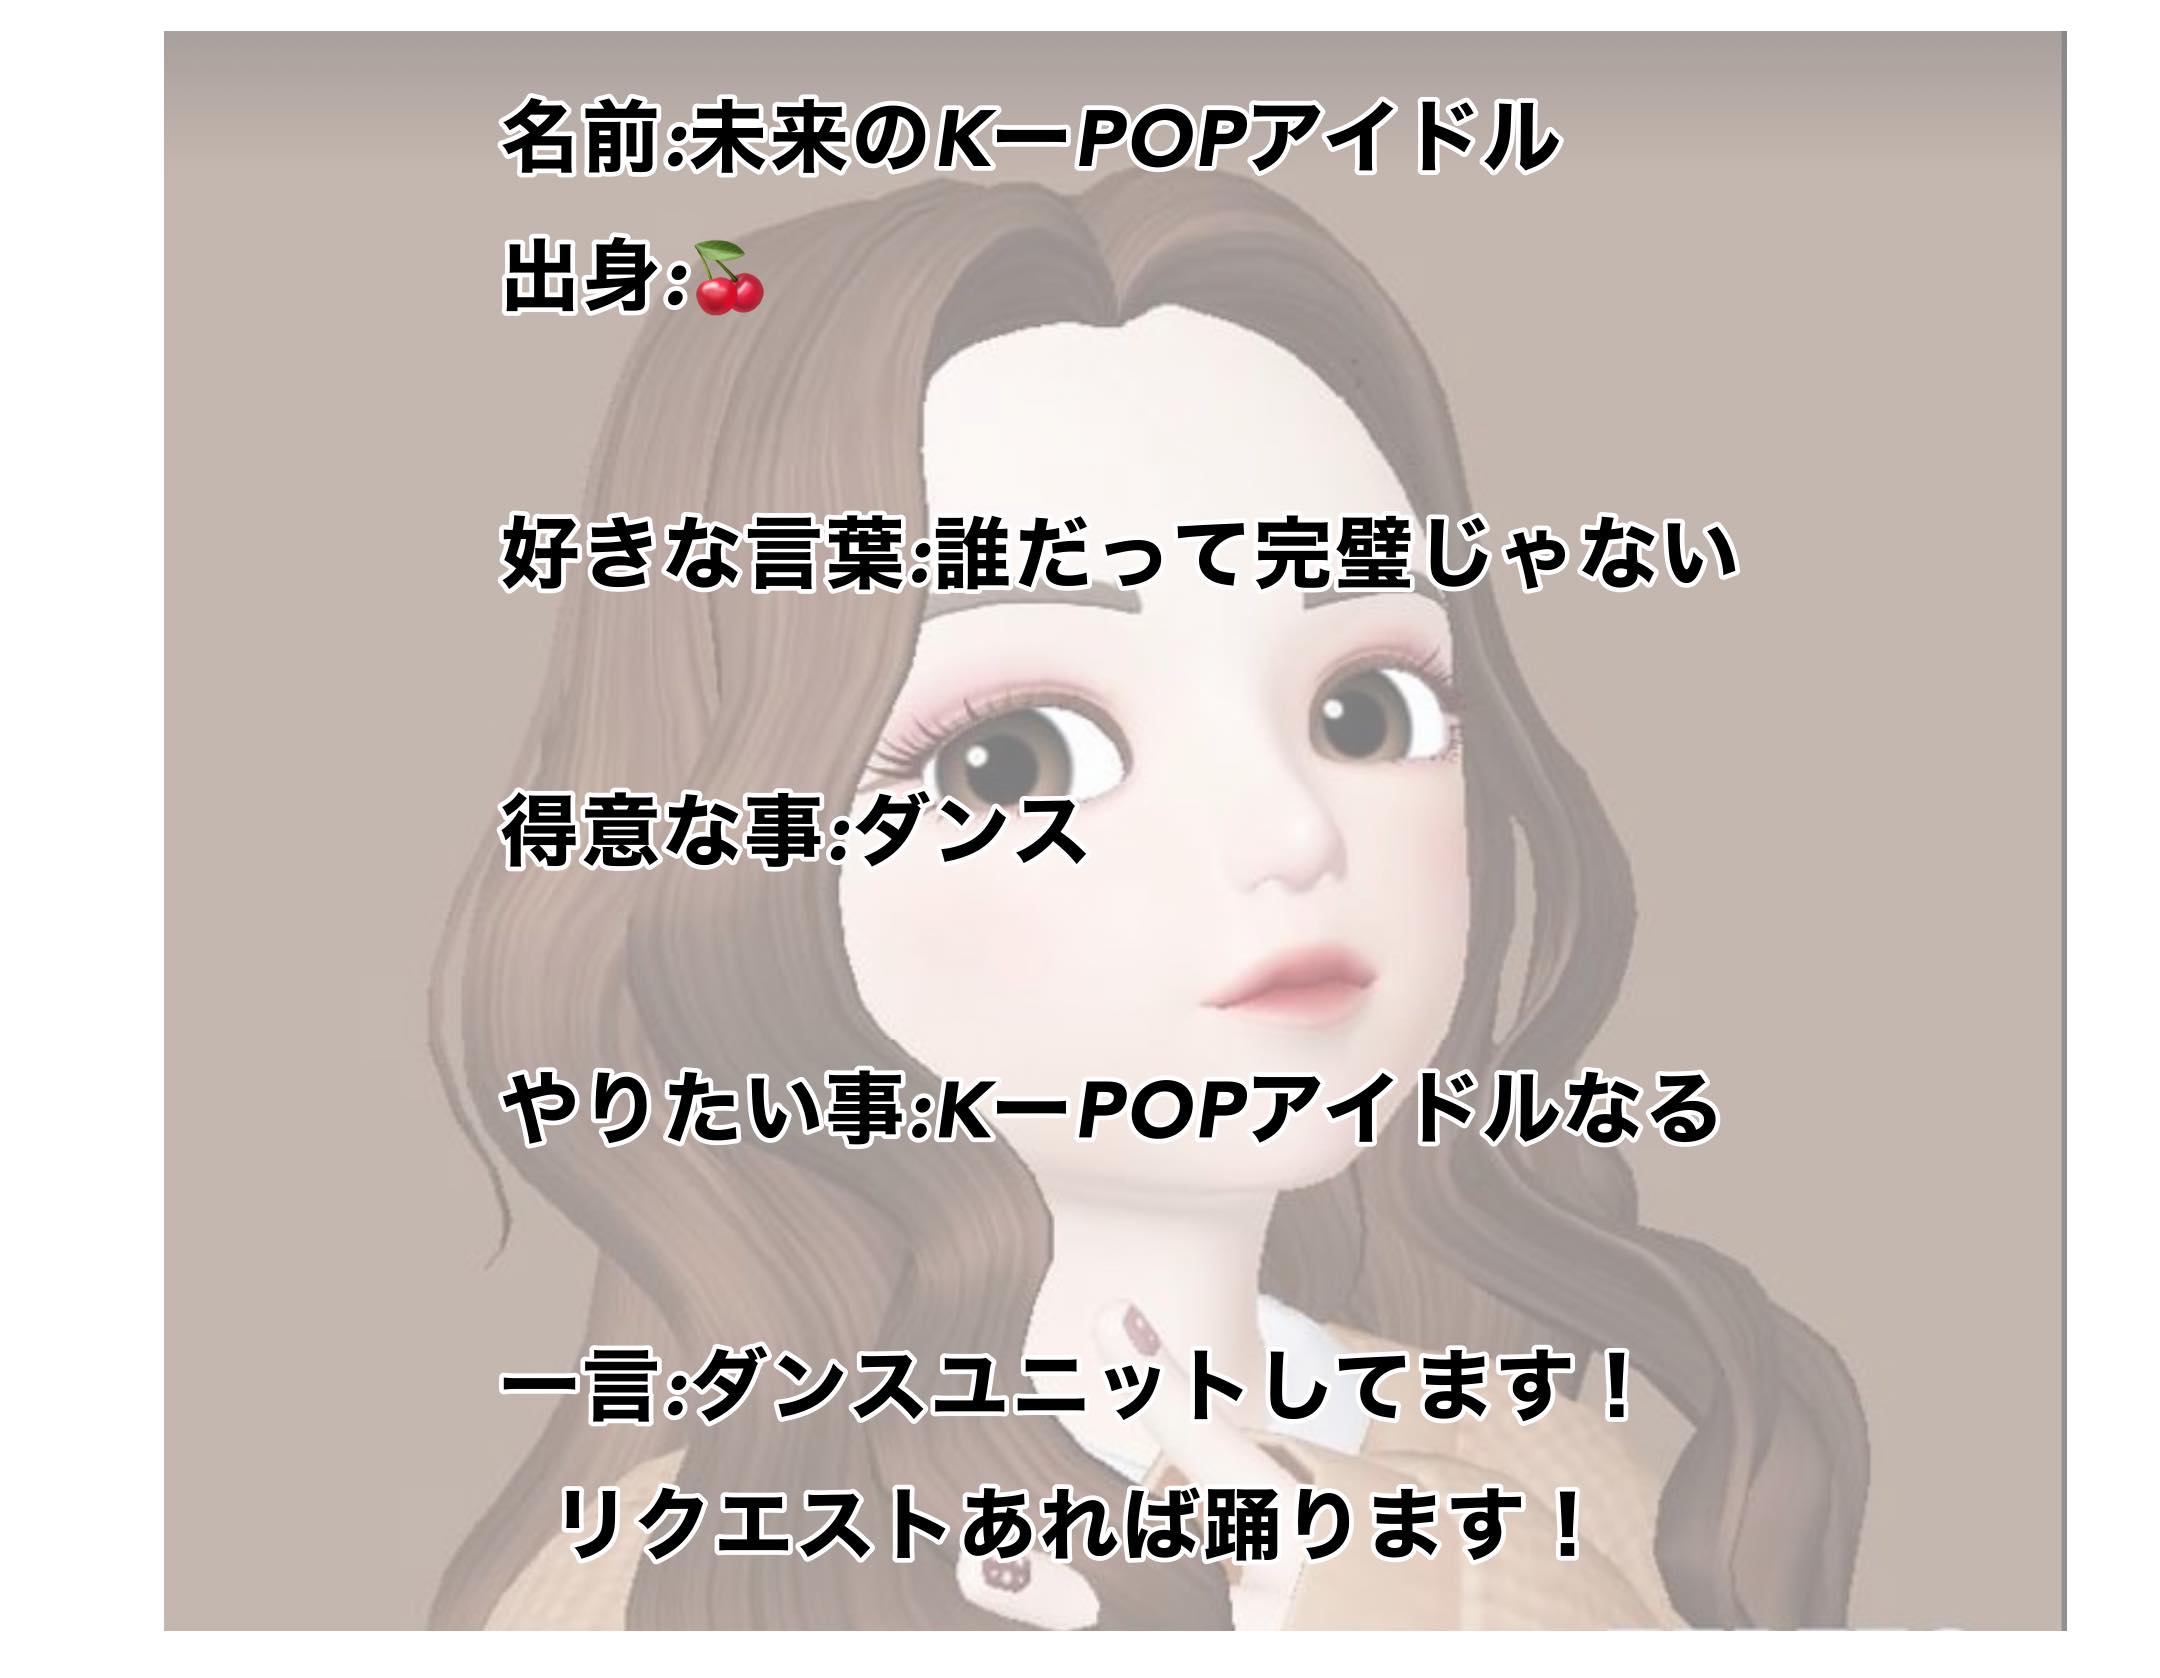 名前:未来のKーPOPアイドル
出身:🍒
好きな言葉:誰だって完璧じゃない
得意な事:ダンス
やりたい事:KーPOPアイドルなる
一言:ダンスユニットしてます！
リクエストあれば踊ります！